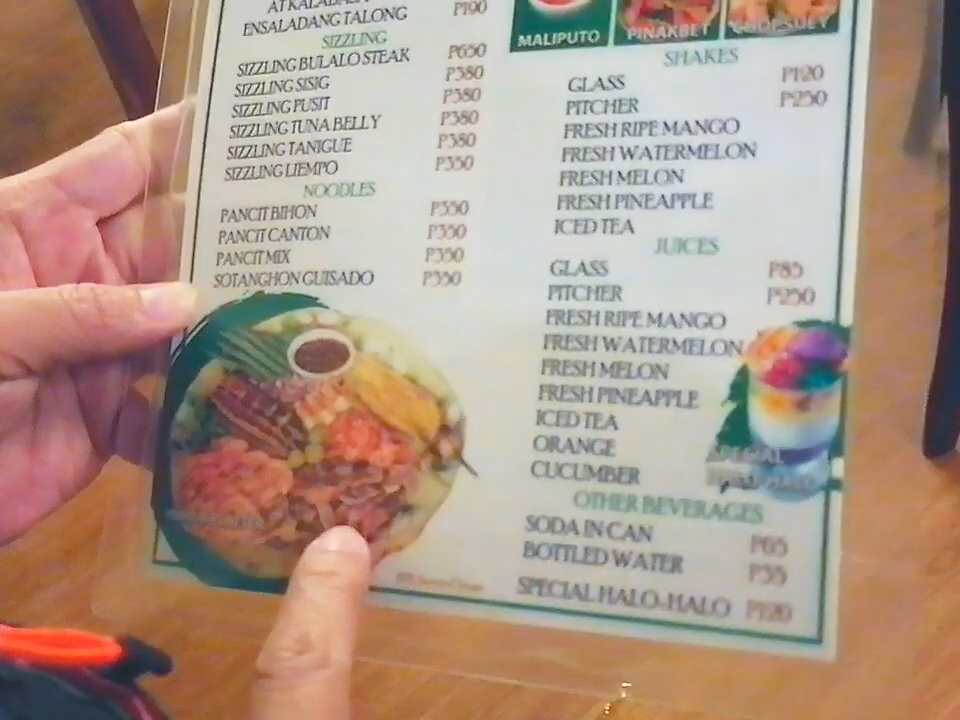 ENSALADANG TALONG P190
SIZZLING
SIZZLING BULALO STEAK P650
SIZZLING SISIG P380
SIZZLING PUSIT P380
SIZZLING TUNA BELLY P380
SIZZLING TANIGUE P380
SIZZLING LIEMPO P350
NOODLES
PANCIT BIHON P350
PANCIT CANTON P350
PANCIT MIX P350
SOTANGHON GUISADO P350
MALIPUTO PINAKBET CHOPSUEY
SHAKES
GLASS P120
PITCHER P250
FRESH RIPE MANGO
FRESH WATERMELON
FRESH MELON
FRESH PINEAPPLE
ICED TEA
JUICES
GLASS P85
PITCHER P250
FRESH RIPE MANGO
FRESH WATERMELON
FRESH MELON
FRESH PINEAPPLE
ICED TEA
ORANGE
CUCUMBER
SPECIAL
OTHER BEVERAGES
SODA IN CAN P65
BOTTLED WATER P35
SPECIAL HALO-HALO P120